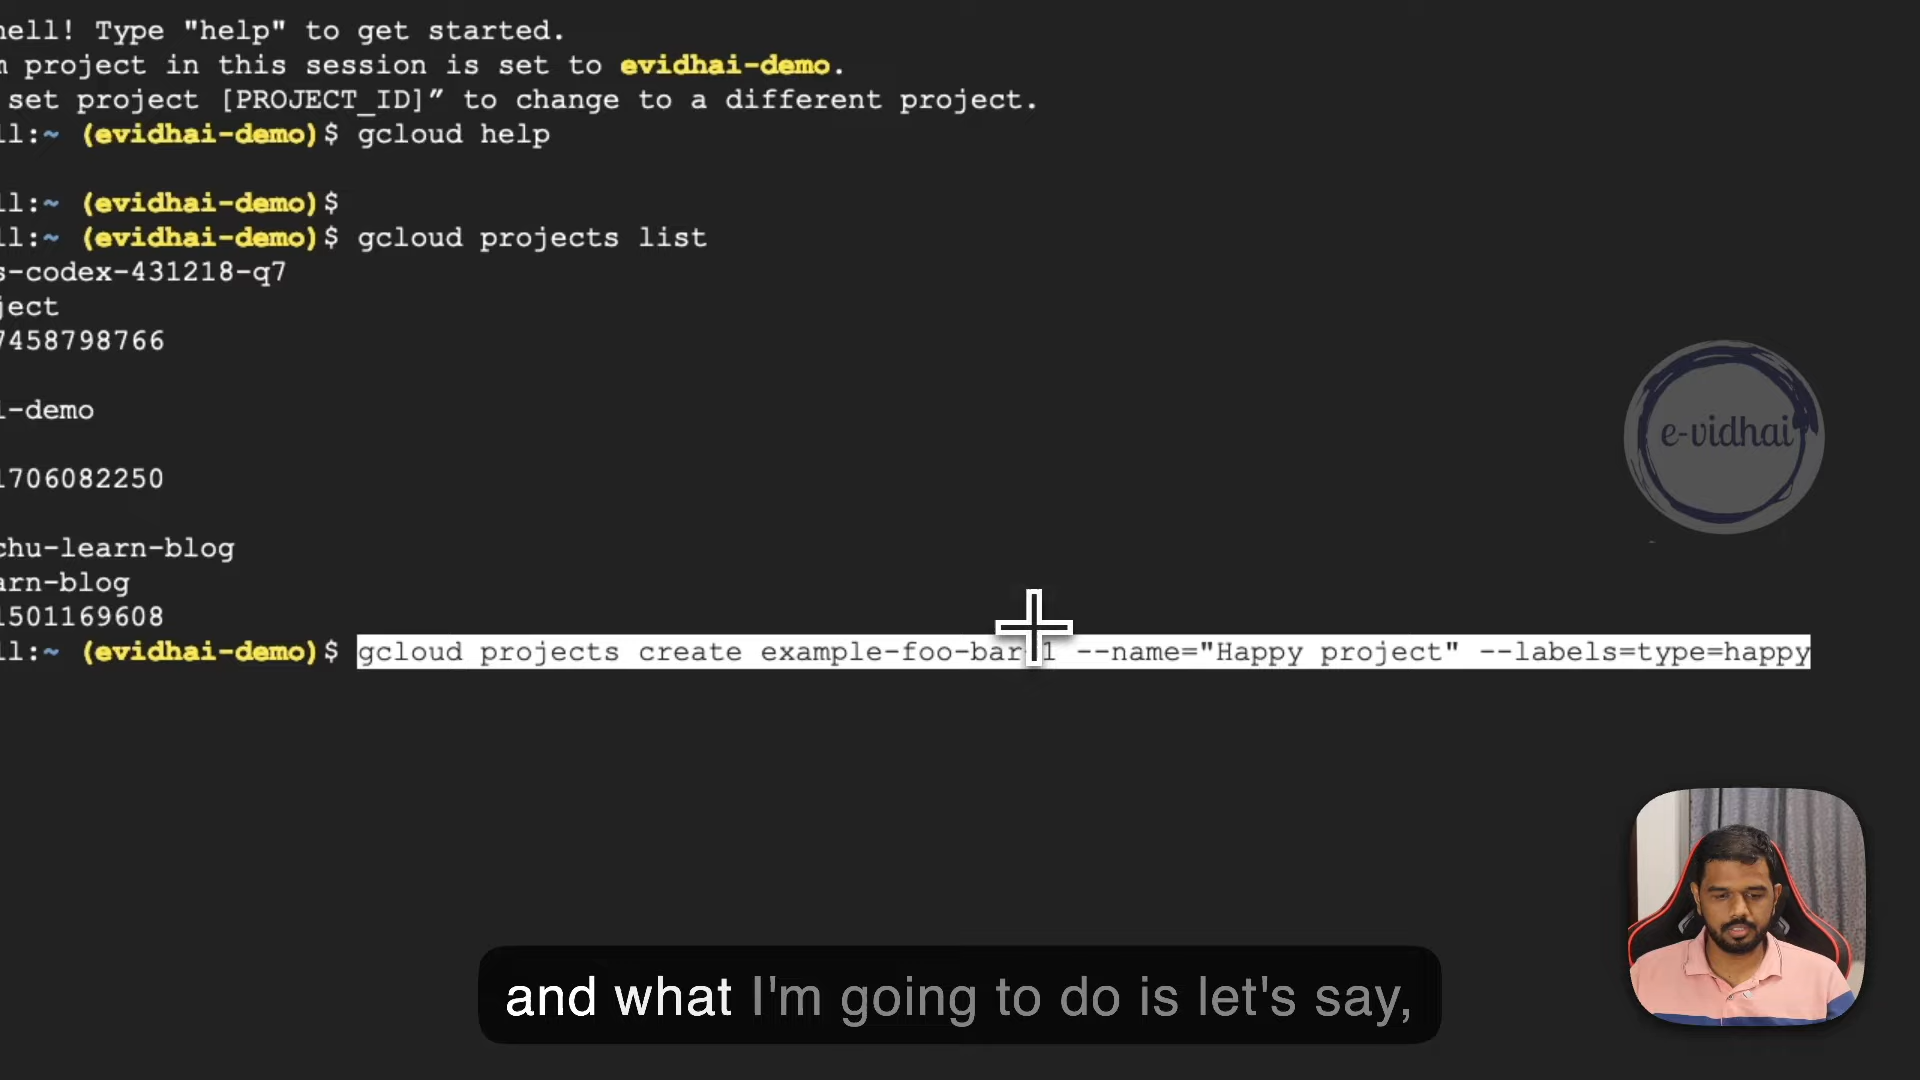 hell! Type "help" to get started.
m project in this session is set to evidhai-demo.
set project [PROJECT_ID]” to change to a different project.
ll:~ (evidhai-demo)$ gcloud help
ll:~ (evidhai-demo)$
ll:~ (evidhai-demo)$ gcloud projects list
s-codex-431218-q7
ject
7458798766
i-demo
1706082250
chu-learn-blog
arn-blog
1501169608
ll:~ (evidhai-demo)$ gcloud projects create example-foo-bar-1 --name="Happy project" --labels=type=happy
e-vidhai
and what I'm going to do is let's say,